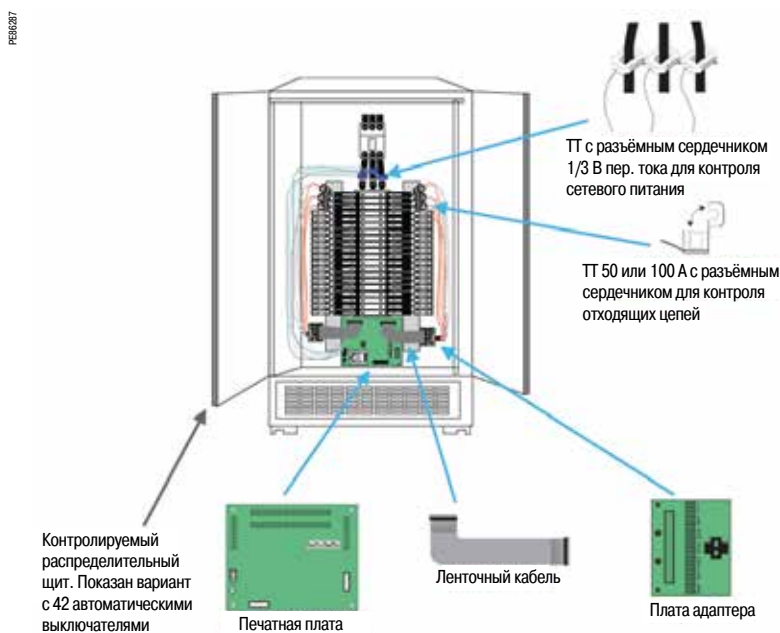 PE86287
ТТ с разъёмным сердечником
1/3 В пер. тока для контроля
сетевого питания
ТТ 50 или 100 А с разъёмным
сердечником для контроля
отходящих цепей
Контролируемый
распределительный
щит. Показан вариант
с 42 автоматическими
выключателями
Печатная плата
Ленточный кабель
Плата адаптера